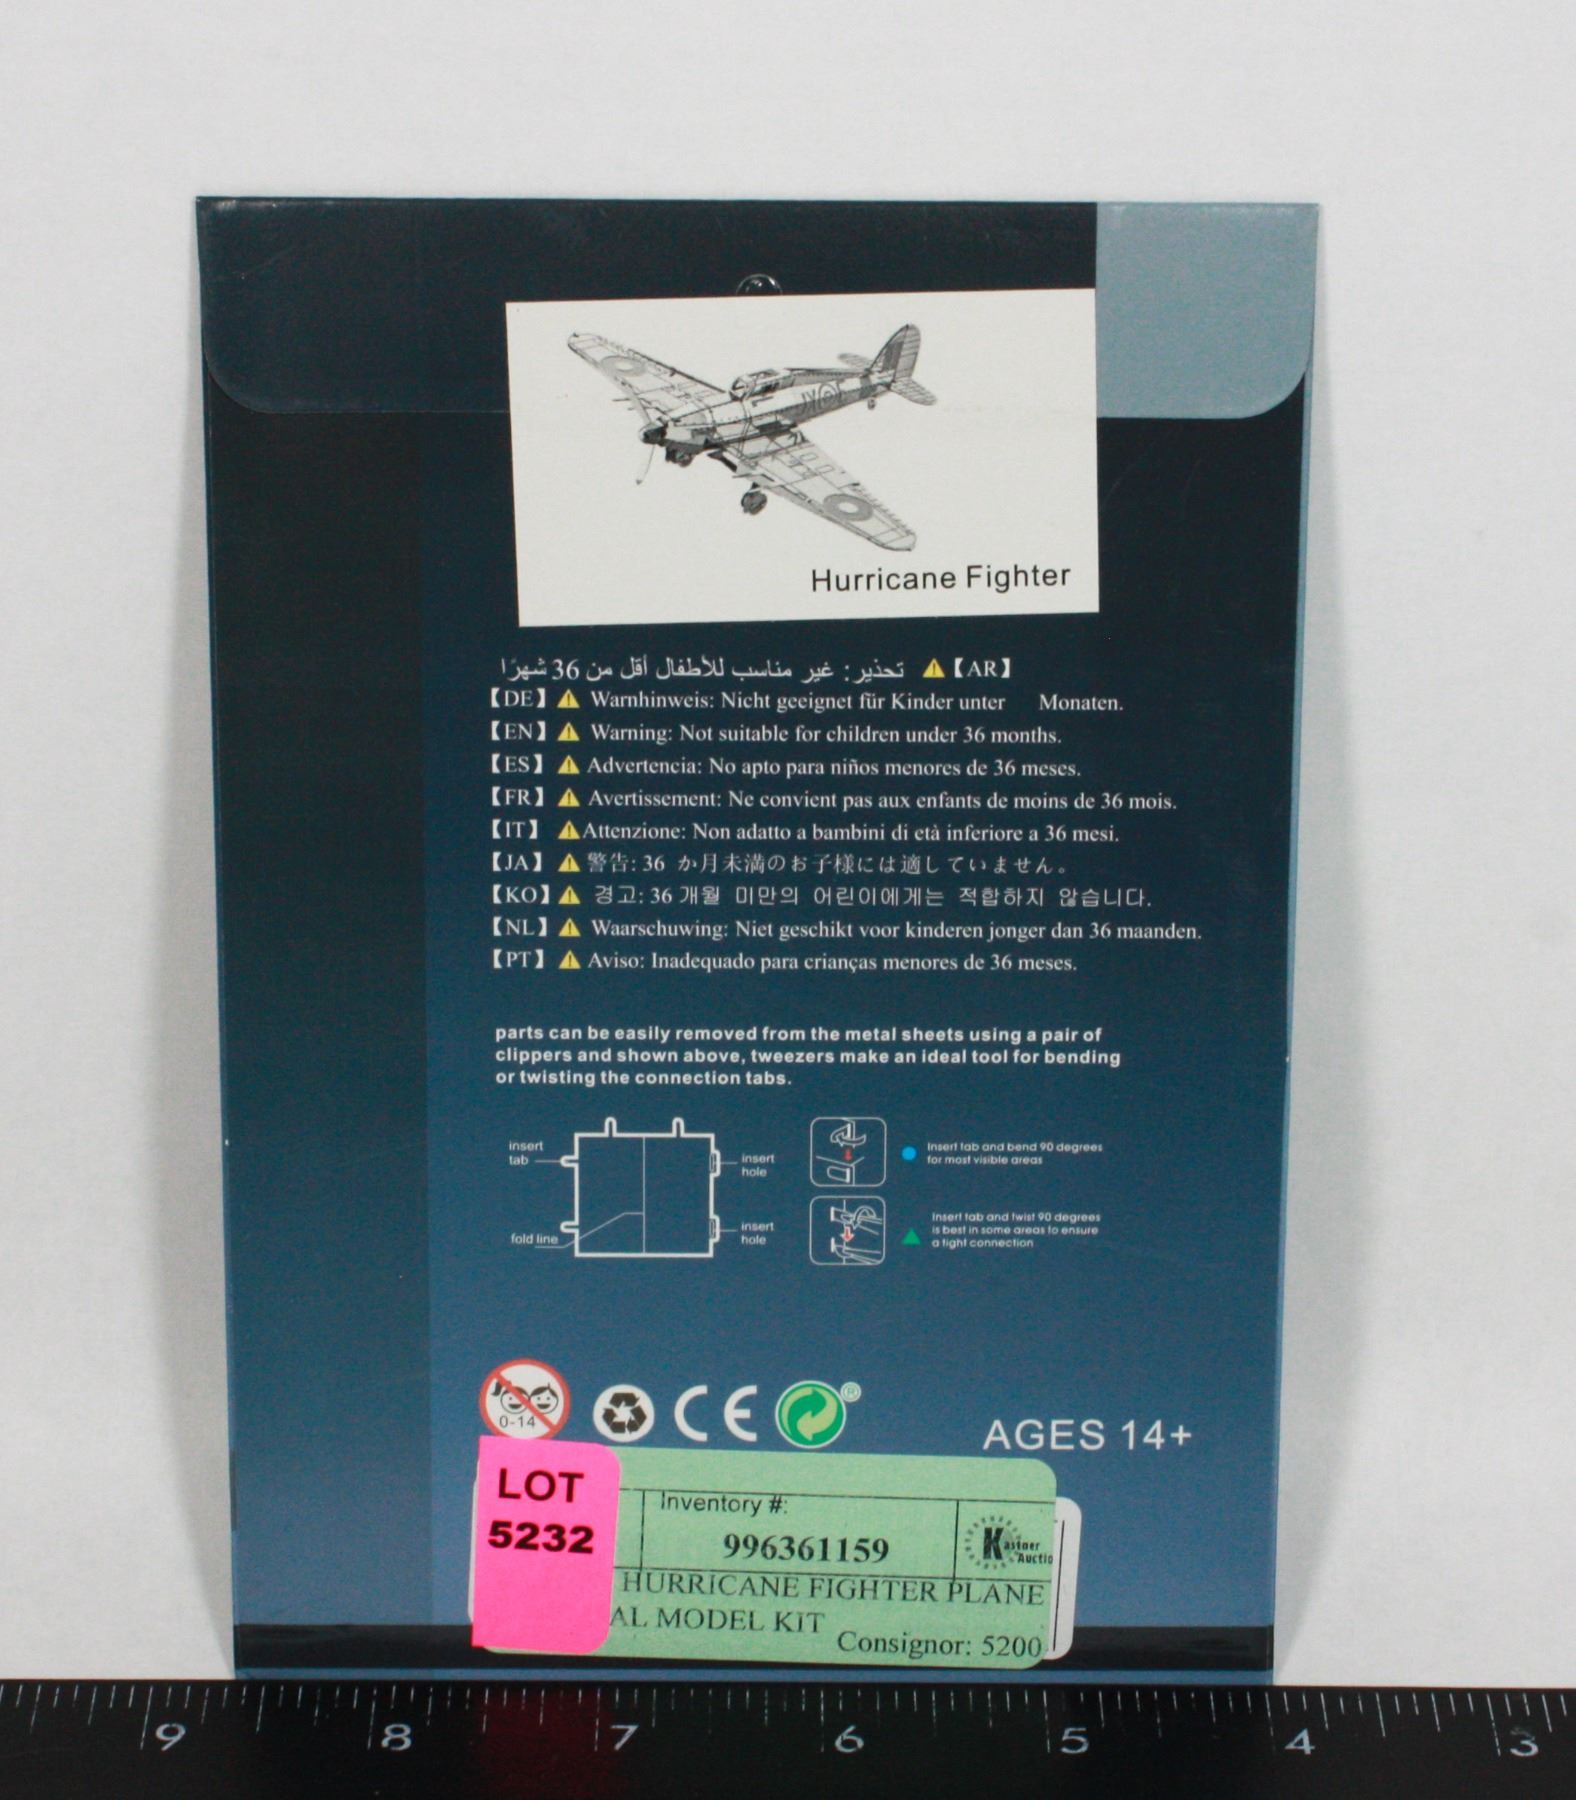 Hurricane Fighter
تحذير: غير مناسب للأطفال أقل من 36 شهرًا 【AR】
【DE】 Warnhinweis: Nicht geeignet für Kinder unter Monaten.
【EN】 Warning: Not suitable for children under 36 months.
【ES】 Advertencia: No apto para niños menores de 36 meses.
【FR】 Avertissement: Ne convient pas aux enfants de moins de 36 mois.
【IT】 Attenzione: Non adatto a bambini di età inferiore a 36 mesi.
【JA】 警告: 36 か月未満のお子様には適していません。
【KO】 경고: 36 개월 미만의 어린이에게는 적합하지 않습니다.
【NL】 Waarschuwing: Niet geschikt voor kinderen jonger dan 36 maanden.
【PT】 Aviso: Inadequado para crianças menores de 36 meses.
parts can be easily removed from the metal sheets using a pair of
clippers and shown above, tweezers make an ideal tool for bending
or twisting the connection tabs.
insert
tab
fold line
insert
hole
insert
hole
Insert tab and bend 90 degrees
for most visible areas
Insert tab and twist 90 degrees
is best in some areas to ensure
a tight connection
0-14
CE
®
AGES 14+
LOT
5232
Inventory #:
996361159
Kastner
Auctio
HURRICANE FIGHTER PLANE
AL MODEL KIT
Consignor: 5200
9 8 7 6 5 4 3